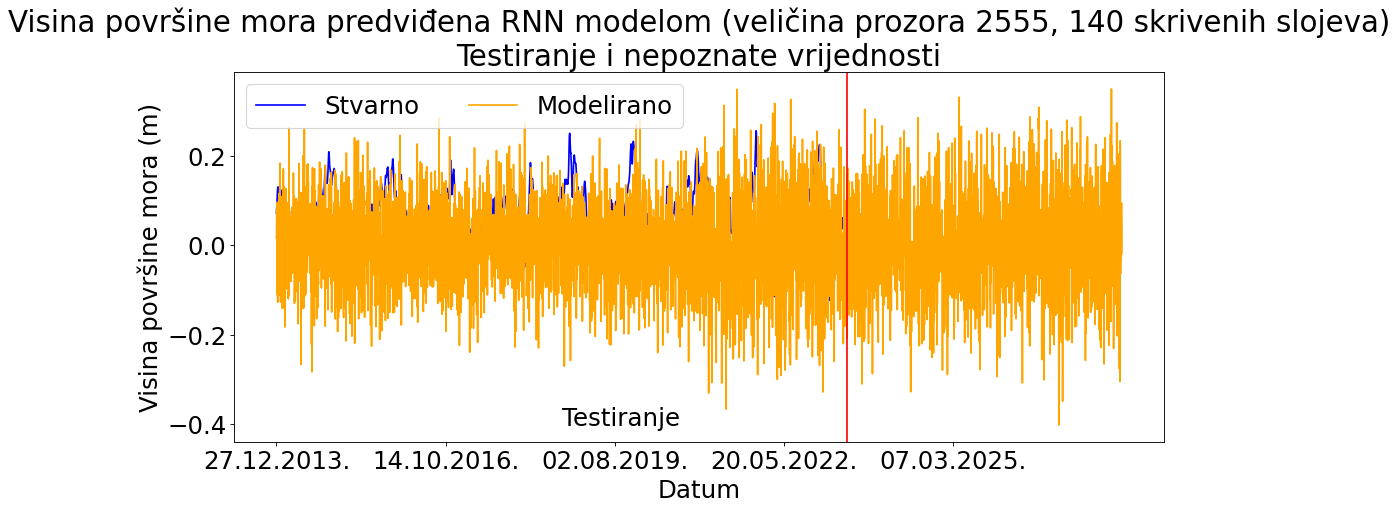 Visina površine mora predviđena RNN modelom (veličina prozora 2555, 140 skrivenih slojeva)
Testiranje i nepoznate vrijednosti
Stvarno Modelirano
Visina površine mora (m)
0.2
0.0
−0.2
−0.4
Testiranje
27.12.2013. 14.10.2016. 02.08.2019. 20.05.2022. 07.03.2025.
Datum